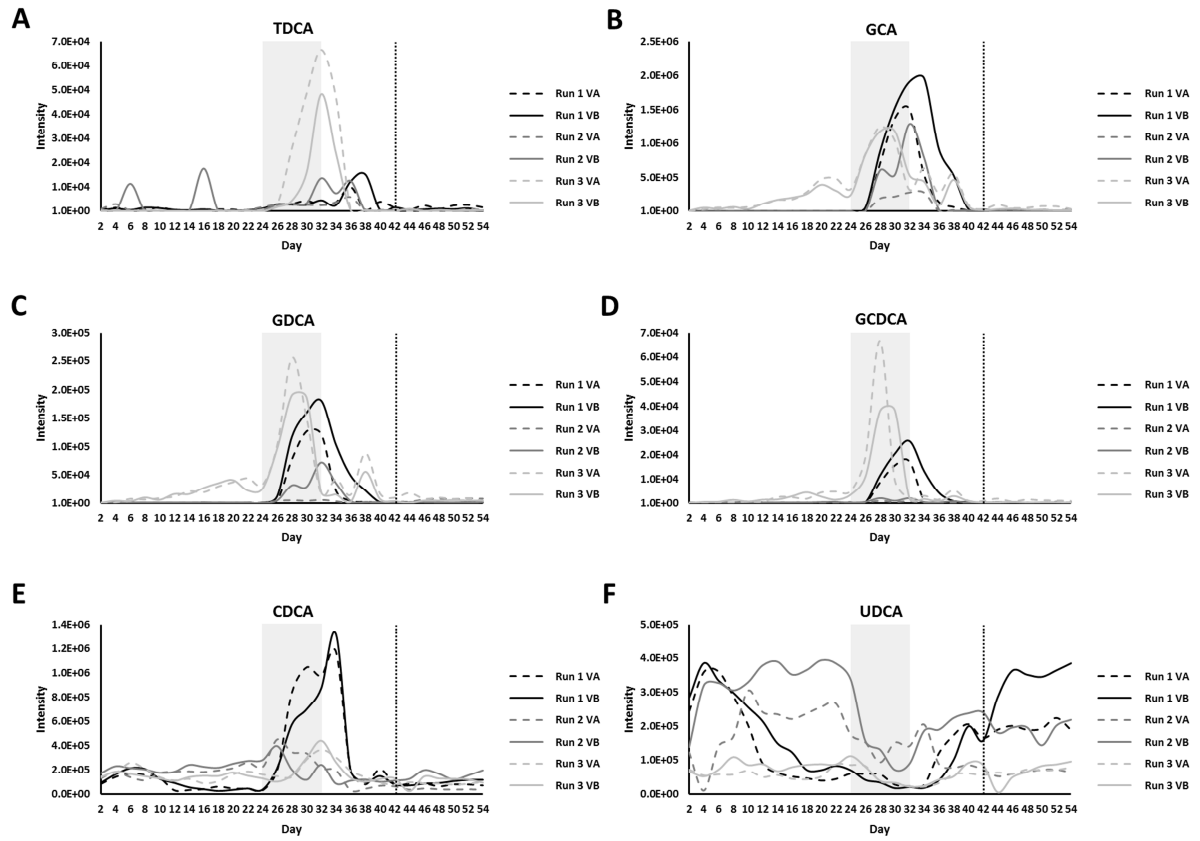 A
TDCA
7.0E+04
6.0E+04
5.0E+04
4.0E+04
3.0E+04
2.0E+04
1.0E+04
1.0E+00
Intensity
2 4 6 8 10 12 14 16 18 20 22 24 26 28 30 32 34 36 38 40 42 44 46 48 50 52 54
Day
Run 1 VA
Run 1 VB
Run 2 VA
Run 2 VB
Run 3 VA
Run 3 VB
B
GCA
2.5E+06
2.0E+06
1.5E+06
1.0E+06
5.0E+05
1.0E+00
Intensity
2 4 6 8 10 12 14 16 18 20 22 24 26 28 30 32 34 36 38 40 42 44 46 48 50 52 54
Day
Run 1 VA
Run 1 VB
Run 2 VA
Run 2 VB
Run 3 VA
Run 3 VB
C
GDCA
3.0E+05
2.5E+05
2.0E+05
1.5E+05
1.0E+05
5.0E+04
1.0E+00
Intensity
2 4 6 8 10 12 14 16 18 20 22 24 26 28 30 32 34 36 38 40 42 44 46 48 50 52 54
Day
Run 1 VA
Run 1 VB
Run 2 VA
Run 2 VB
Run 3 VA
Run 3 VB
D
GCDCA
7.0E+04
6.0E+04
5.0E+04
4.0E+04
3.0E+04
2.0E+04
1.0E+04
1.0E+00
Intensity
2 4 6 8 10 12 14 16 18 20 22 24 26 28 30 32 34 36 38 40 42 44 46 48 50 52 54
Day
Run 1 VA
Run 1 VB
Run 2 VA
Run 2 VB
Run 3 VA
Run 3 VB
E
CDCA
1.4E+06
1.2E+06
1.0E+06
8.0E+05
6.0E+05
4.0E+05
2.0E+05
0.0E+00
Intensity
2 4 6 8 10 12 14 16 18 20 22 24 26 28 30 32 34 36 38 40 42 44 46 48 50 52 54
Day
Run 1 VA
Run 1 VB
Run 2 VA
Run 2 VB
Run 3 VA
Run 3 VB
F
UDCA
5.0E+05
4.0E+05
3.0E+05
2.0E+05
1.0E+05
0.0E+00
Intensity
2 4 6 8 10 12 14 16 18 20 22 24 26 28 30 32 34 36 38 40 42 44 46 48 50 52 54
Day
Run 1 VA
Run 1 VB
Run 2 VA
Run 2 VB
Run 3 VA
Run 3 VB